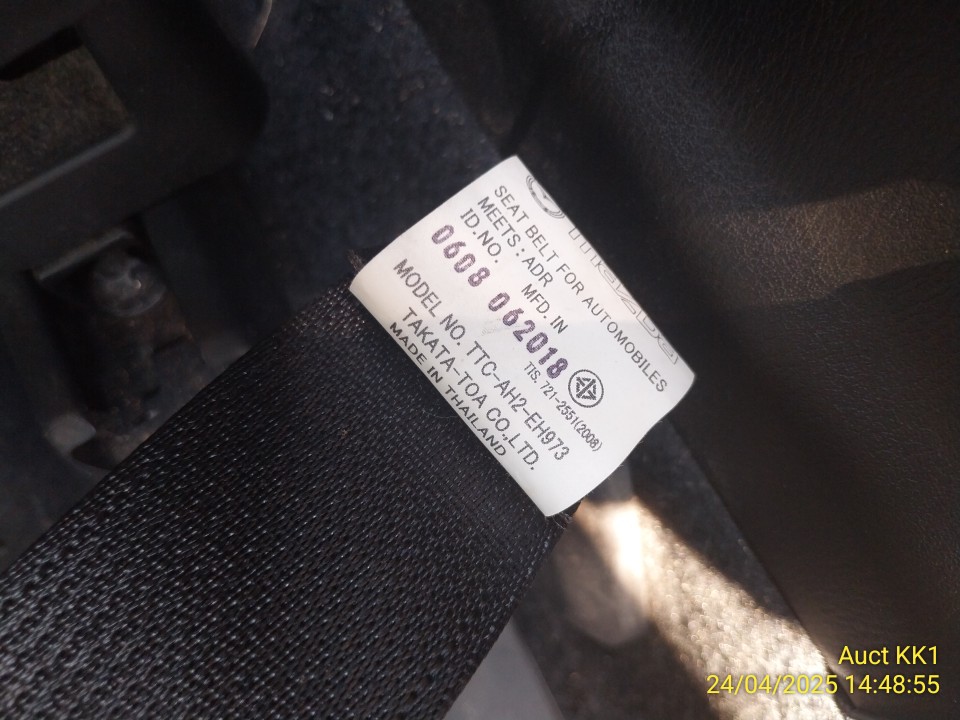 mazda
SEAT BELT FOR AUTOMOBILES
MEETS : ADR
ID.NO. MFD. IN
0608 062018
TIS. 721-2551(2008)
MODEL NO. TTC-AH2-EH973
TAKATA-TOA CO.,LTD.
MADE IN THAILAND
Auct KK1
24/04/2025 14:48:55